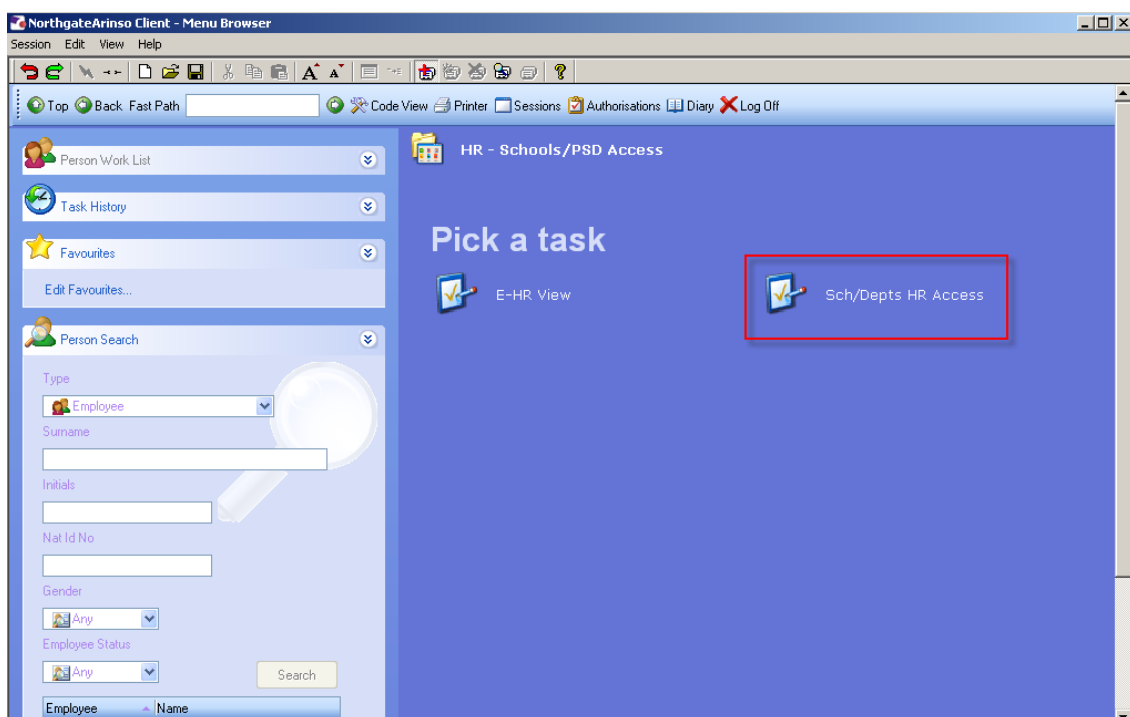 NorthgateArinso Client - Menu Browser
Session Edit View Help
Top Back Fast Path Code View Printer Sessions Authorisations Diary Log Off
Person Work List
Task History
Favourites
Edit Favourites...
Person Search
Type
Employee
Surname
Initials
Nat Id No
Gender
Any
Employee Status
Any
Search
Employee Name
HR - Schools/PSD Access
Pick a task
E-HR View Sch/Depts HR Access